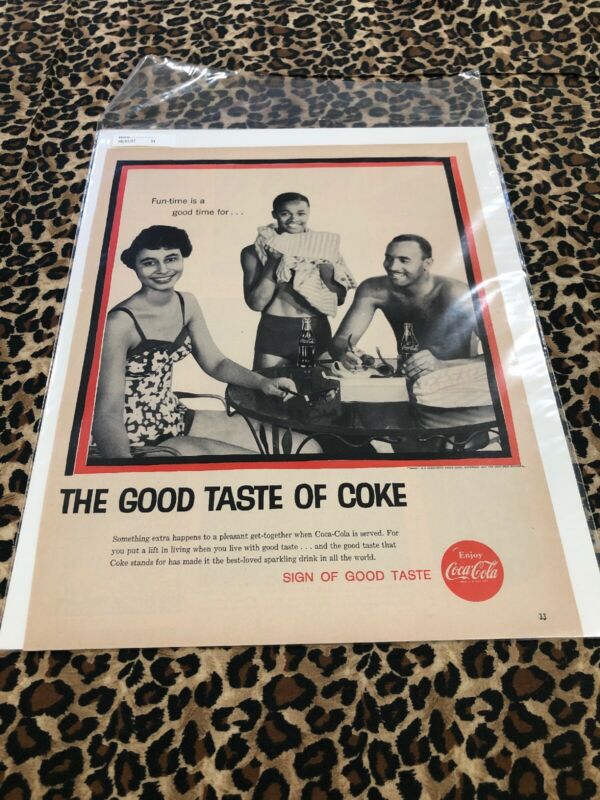 Fun-time is a
good time for...
THE GOOD TASTE OF COKE
Something extra happens to a pleasant get-together when Coca-Cola is served. For
you put a lift in living when you live with good taste . . . and the good taste that
Coke stands for has made it the best-loved sparkling drink in all the world.
SIGN OF GOOD TASTE
Enjoy
Coca-Cola
33